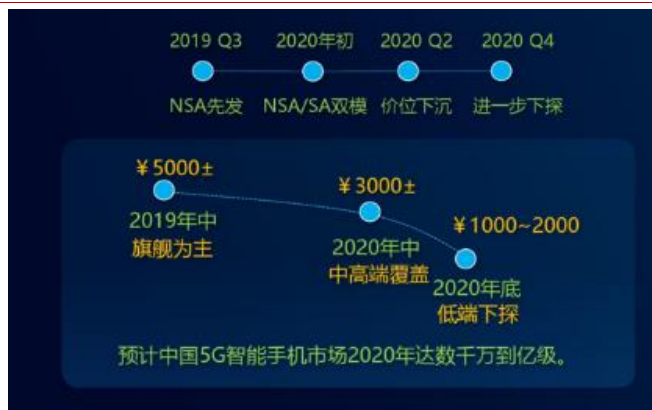 2019 Q3 2020年初 2020 Q2 2020 Q4
NSA先发 NSA/SA双模 价位下沉 进一步下探
¥5000±
2019年中
旗舰为主
¥3000±
2020年中
中高端覆盖
¥1000~2000
2020年底
低端下探
预计中国5G智能手机市场2020年达数千万到亿级。